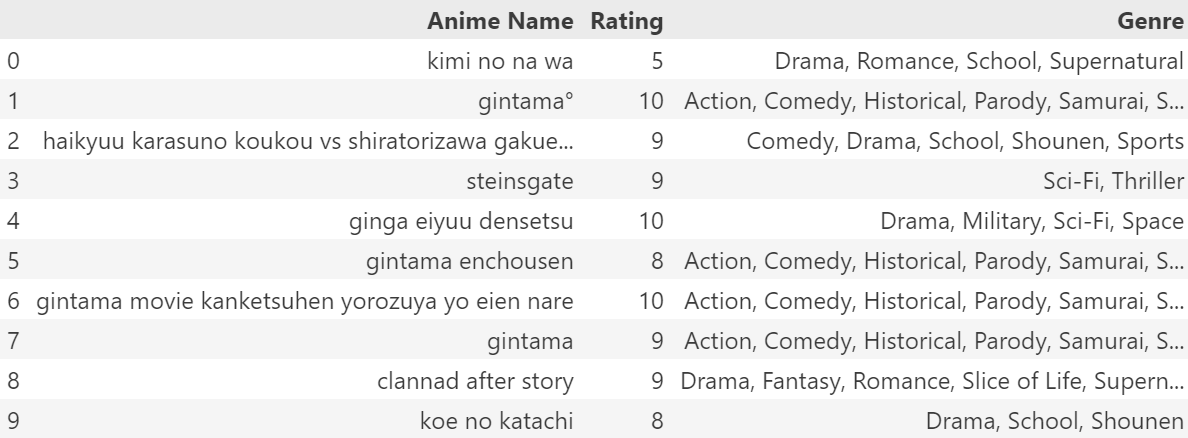 Anime Name Rating Genre
0 kimi no na wa 5 Drama, Romance, School, Supernatural
1 gintama° 10 Action, Comedy, Historical, Parody, Samurai, S...
2 haikyuu karasuno koukou vs shiratorizawa gakue... 9 Comedy, Drama, School, Shounen, Sports
3 steinsgate 9 Sci-Fi, Thriller
4 ginga eiyuu densetsu 10 Drama, Military, Sci-Fi, Space
5 gintama enchousen 8 Action, Comedy, Historical, Parody, Samurai, S...
6 gintama movie kanketsuhen yorozuya yo eien nare 10 Action, Comedy, Historical, Parody, Samurai, S...
7 gintama 9 Action, Comedy, Historical, Parody, Samurai, S...
8 clannad after story 9 Drama, Fantasy, Romance, Slice of Life, Supern...
9 koe no katachi 8 Drama, School, Shounen